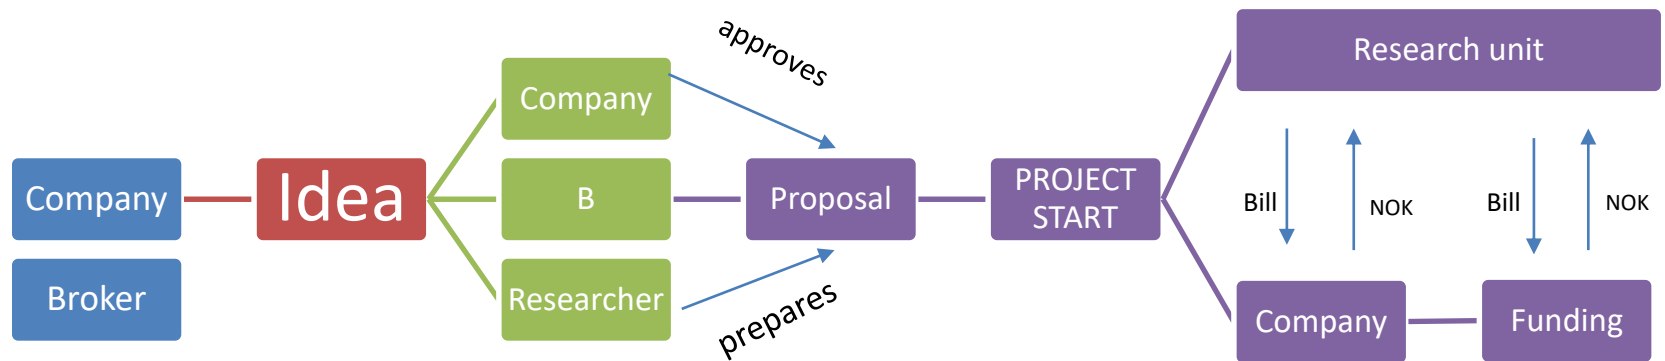 Company
Broker
Idea
Company
B
Researcher
approves
prepares
Proposal
PROJECT
START
Research unit
Bill
NOK
Bill
NOK
Company
Funding